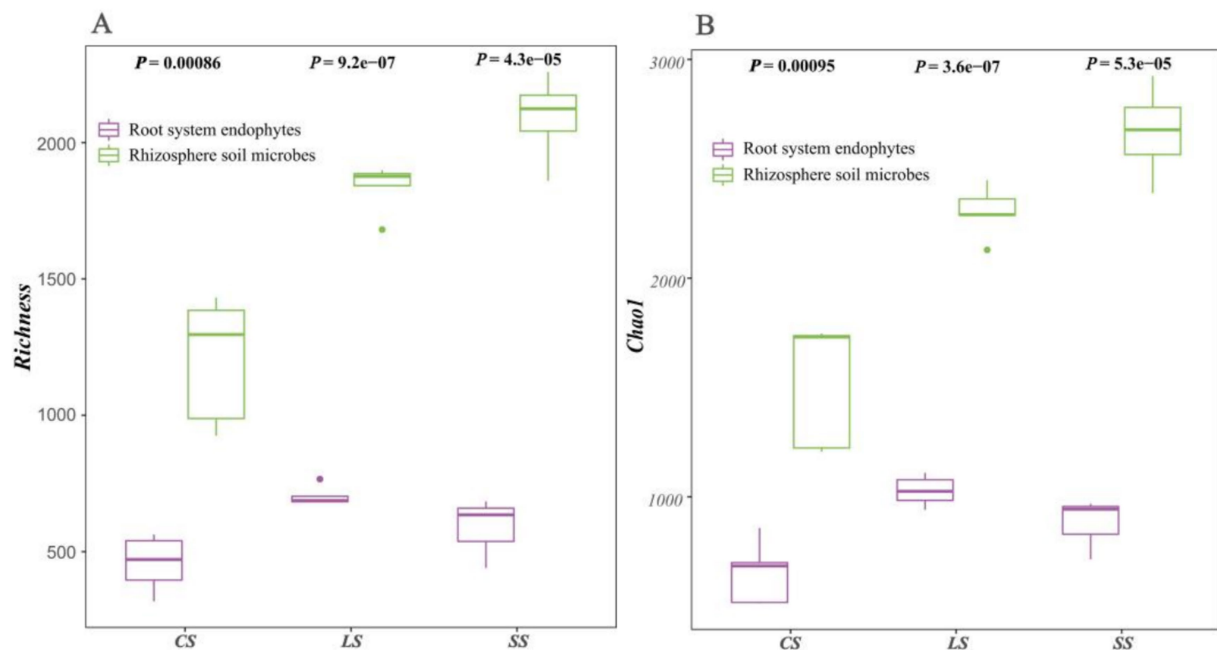 A
P = 0.00086 P = 9.2e−07 P = 4.3e−05
Root system endophytes
Rhizosphere soil microbes
Richness
2000
1500
1000
500
CS LS SS
B
P = 0.00095 P = 3.6e−07 P = 5.3e−05
Root system endophytes
Rhizosphere soil microbes
Chao1
3000
2000
1000
CS LS SS